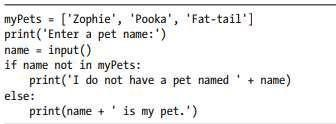 myPets = ['Zophie', 'Pooka', 'Fat-tail']
print('Enter a pet name:')
name = input()
if name not in myPets:
    print('I do not have a pet named ' + name)
else:
    print(name + ' is my pet.')